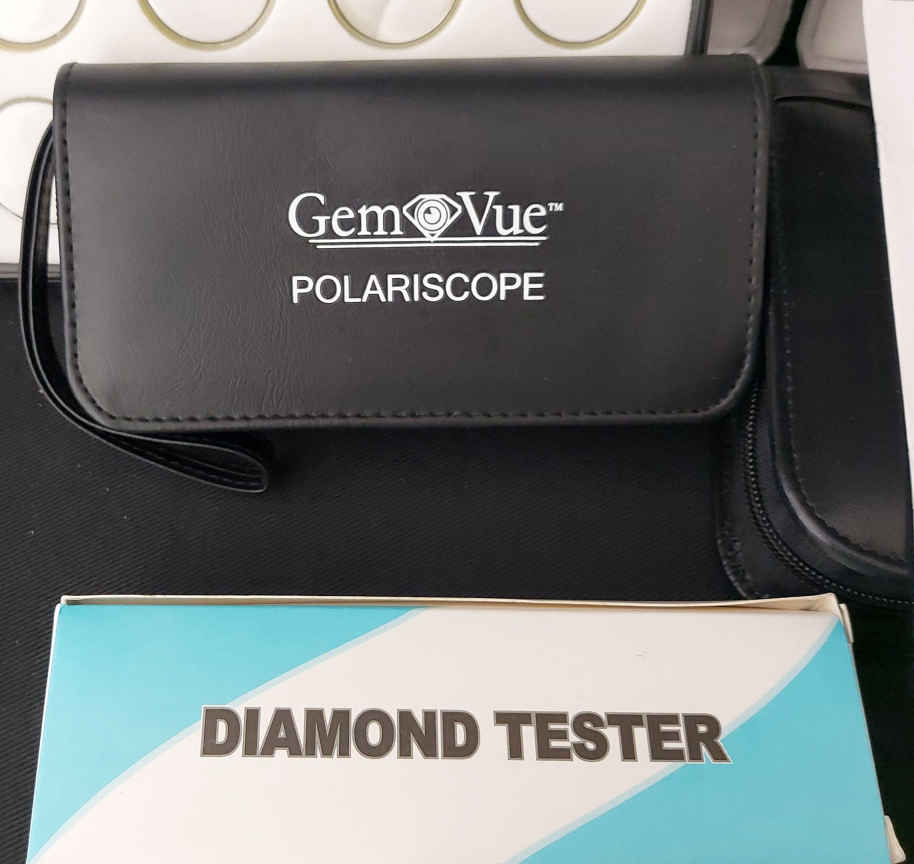 Gem Vue™
POLARISCOPE
DIAMOND TESTER